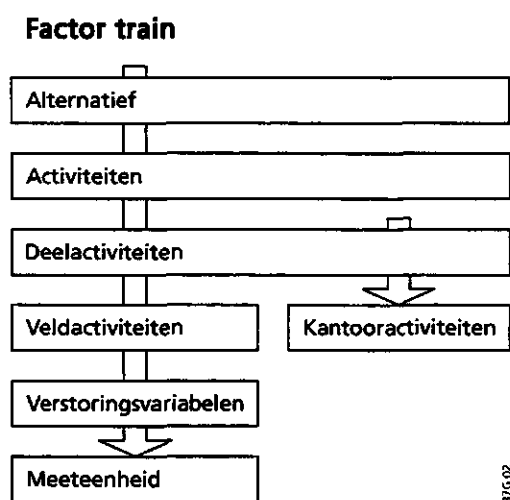 Factor train
Alternatief
Activiteiten
Deelactiviteiten
Veldactiviteiten
Kantooractiviteiten
Verstoringsvariabelen
Meeteenheid